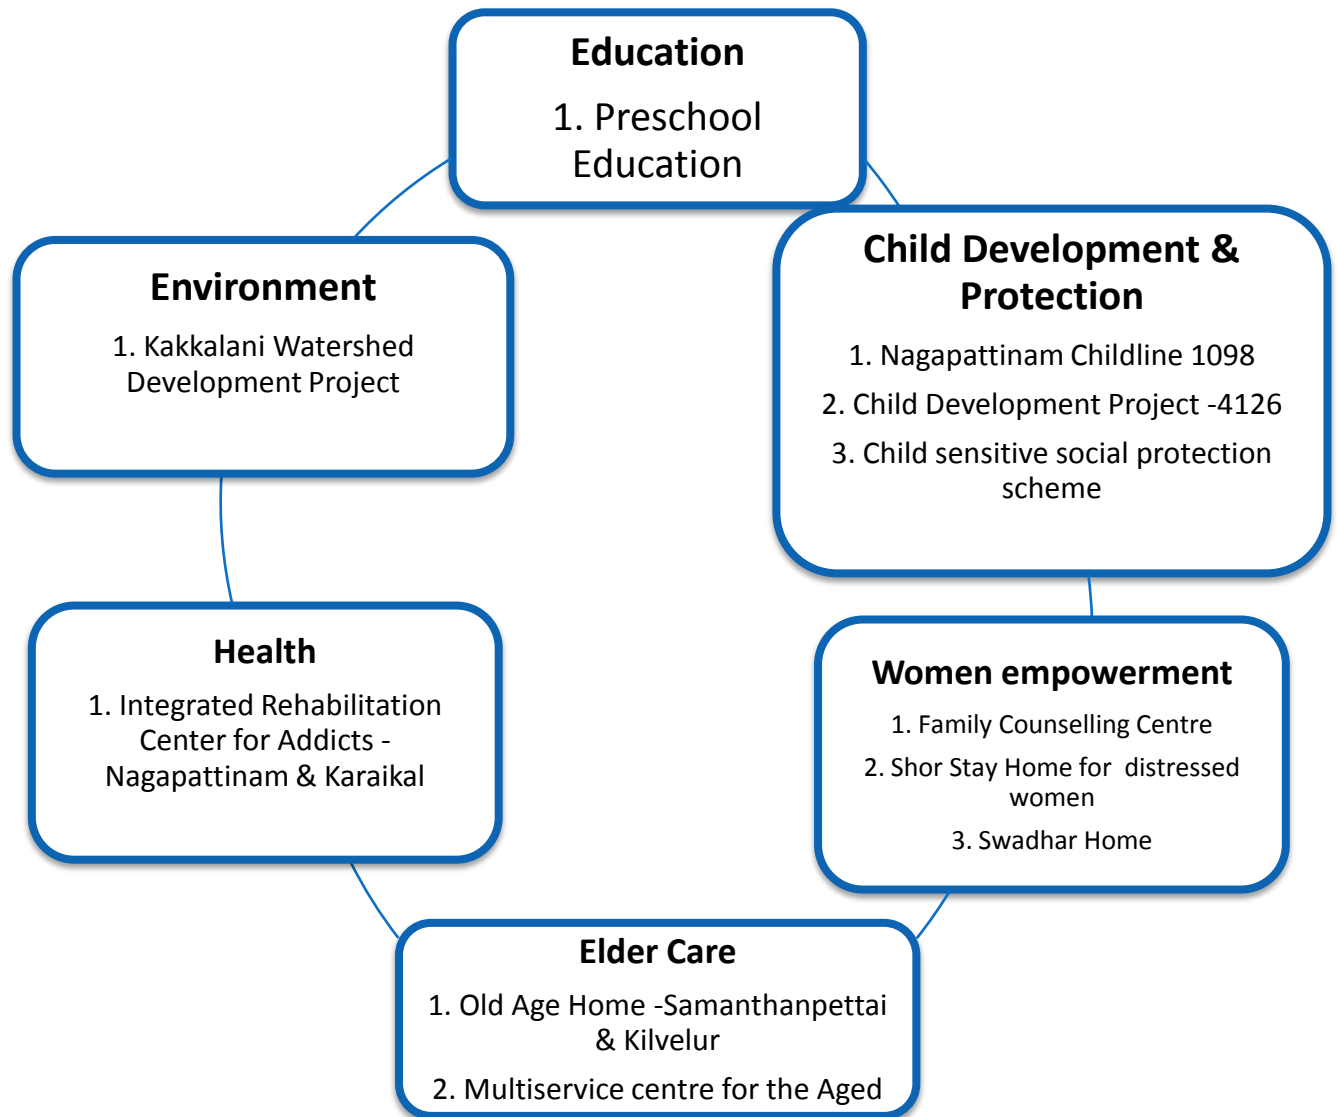 Education
1. Preschool
Education
Child Development &
Protection
1. Nagapattinam Childline 1098
2. Child Development Project -4126
3. Child sensitive social protection
scheme
Women empowerment
1. Family Counselling Centre
2. Shor Stay Home for  distressed
women
3. Swadhar Home
Elder Care
1. Old Age Home -Samanthanpettai
& Kilvelur
2. Multiservice centre for the Aged
Health
1. Integrated Rehabilitation
Center for Addicts -
Nagapattinam & Karaikal
Environment
1. Kakkalani Watershed
Development Project